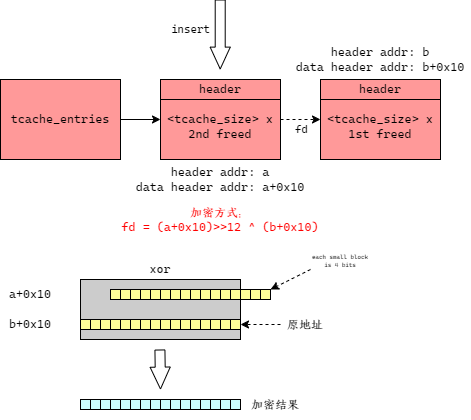 insert
header addr: b
data header addr: b+0x10
tcache_entries
header
<tcache_size> x
2nd freed
fd
header
<tcache_size> x
1st freed
header addr: a
data header addr: a+0x10
加密方式:
fd = (a+0x10)>>12 ^ (b+0x10)
each small block
is 4 bits
xor
a+0x10
b+0x10
原地址
加密结果